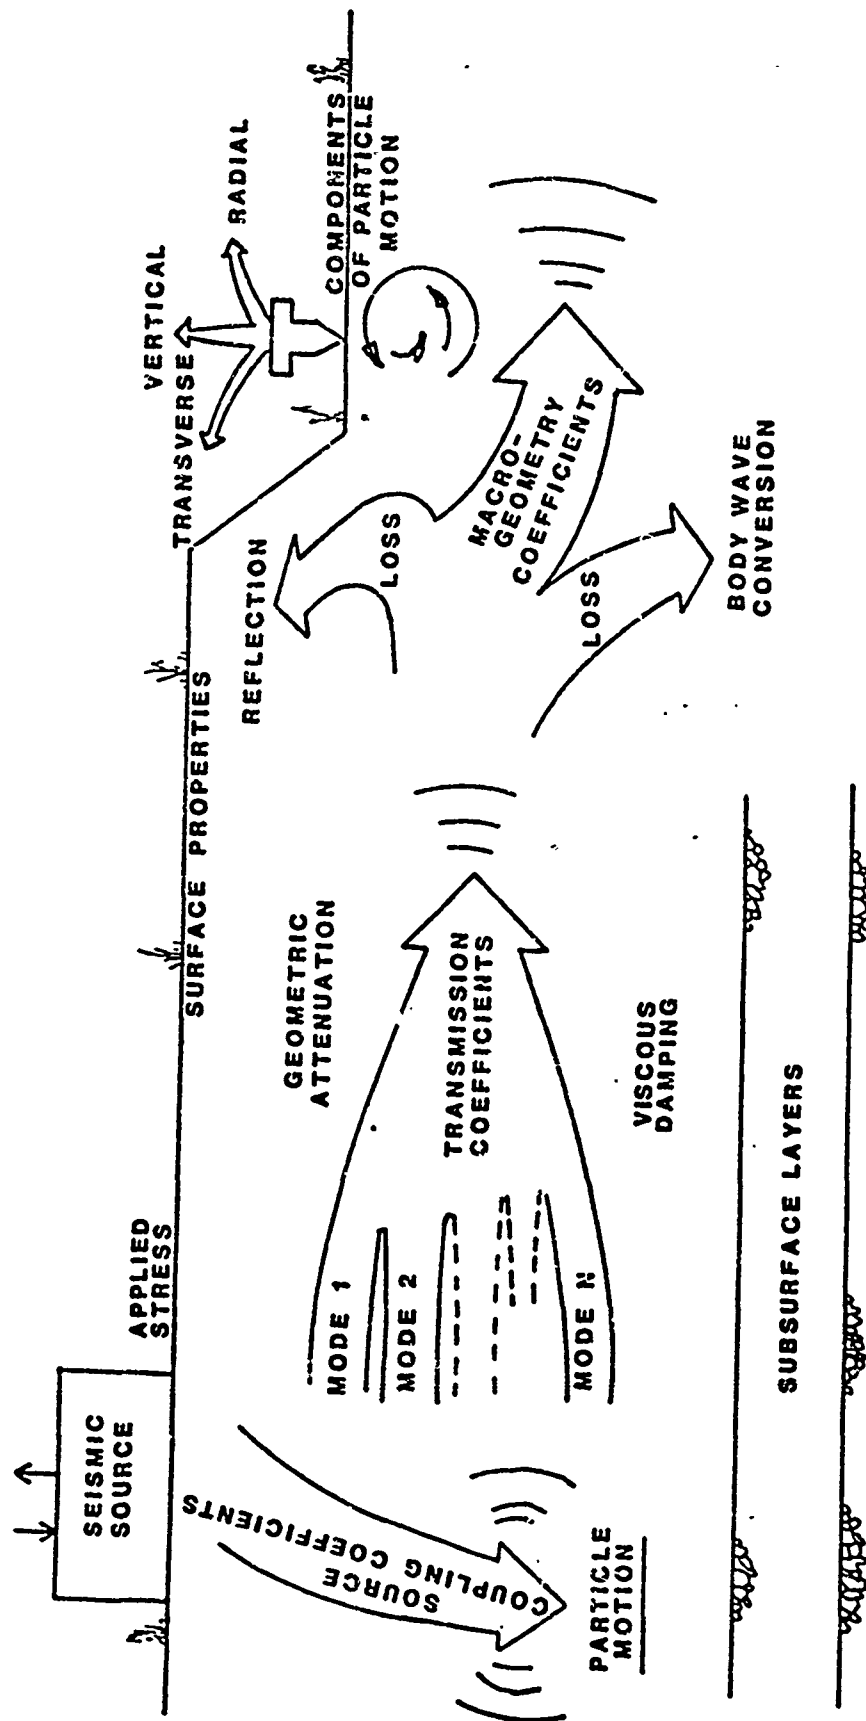 SEISMIC
SOURCE
APPLIED
STRESS
SURFACE PROPERTIES
TRANSVERSE
VERTICAL
RADIAL
COMPONENTS
OF PARTICLE
MOTION
SOURCE
COUPLING COEFFICIENTS
PARTICLE
MOTION
MODE 1
MODE 2
MODE N
GEOMETRIC
ATTENUATION
TRANSMISSION
COEFFICIENTS
VISCOUS
DAMPING
REFLECTION
LOSS
MACRO-
GEOMETRY
COEFFICIENTS
LOSS
BODY WAVE
CONVERSION
SUBSURFACE LAYERS